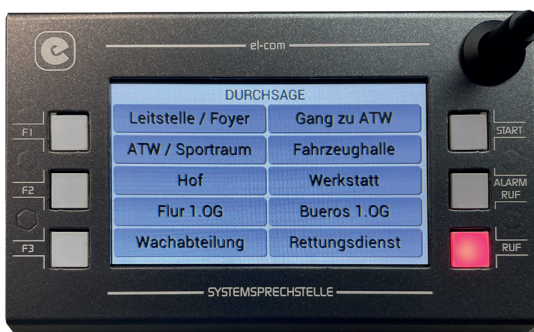 el-com
DURCHSAGE
Leitstelle / Foyer
Gang zu ATW
ATW / Sportraum
Fahrzeughalle
Hof
Werkstatt
Flur 1.OG
Bueros 1.OG
Wachabteilung
Rettungsdienst
F1
F2
F3
START
ALARM
RUF
RUF
SYSTEMSPRECHSTELLE